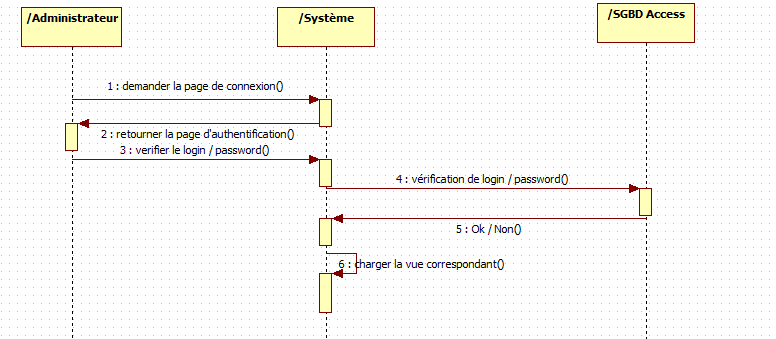 /Administrateur
/Système
/SGBD Access
1 : demander la page de connexion()
2 : retourner la page d'authentification()
3 : verifier le login / password()
4 : vérification de login / password()
5 : Ok / Non()
6 : charger la vue correspondant()